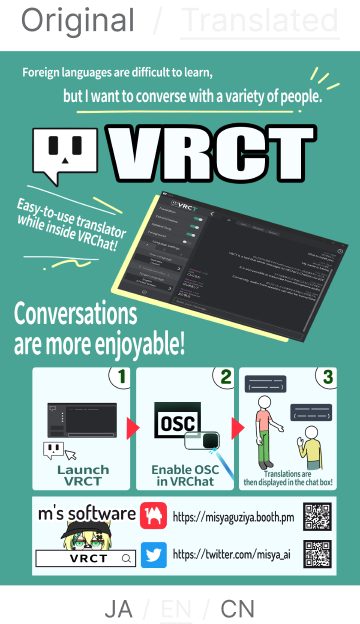 Original / Translated
Foreign languages are difficult to learn,
but I want to converse with a variety of people.
VRCT
Easy-to-use translator
while inside VRChat!
VRCT
Conversations
are more enjoyable!
1
2
3
OSC
Launch
VRCT
Enable OSC
in VRChat
Translations are
then displayed in the chat box!
m's software
VRCT
https://misyaguziya.booth.pm
https://twitter.com/misya_ai
JA / EN / CN